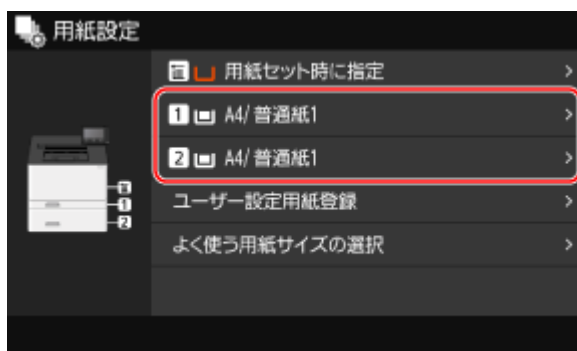 用紙設定
用紙セット時に指定
1 A4/普通紙1
2 A4/普通紙1
ユーザー設定用紙登録
よく使う用紙サイズの選択
1
2